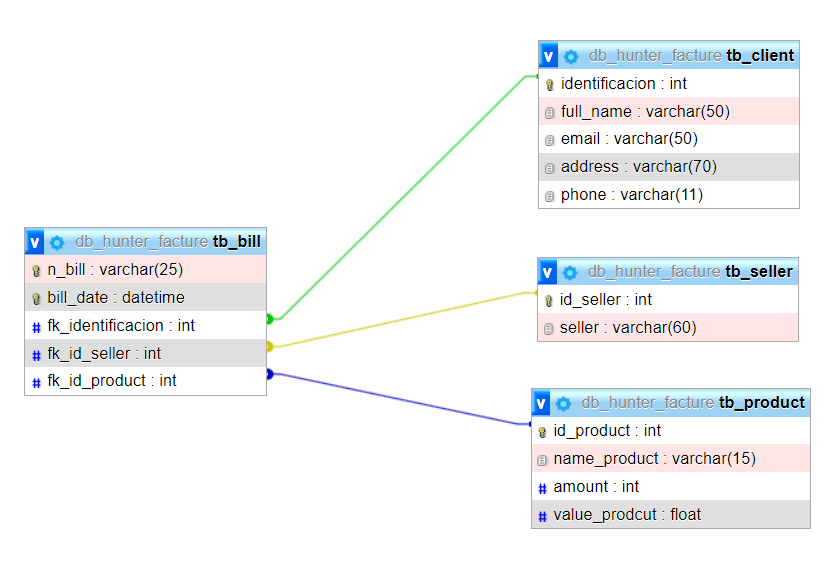 v db_hunter_facture tb_client
identificacion : int
full_name : varchar(50)
email : varchar(50)
address : varchar(70)
phone : varchar(11)
v db_hunter_facture tb_bill
n_bill : varchar(25)
bill_date : datetime
# fk_identificacion : int
# fk_id_seller : int
# fk_id_product : int
v db_hunter_facture tb_seller
id_seller : int
seller : varchar(60)
v db_hunter_facture tb_product
id_product : int
name_product : varchar(15)
# amount : int
# value_prodcut : float